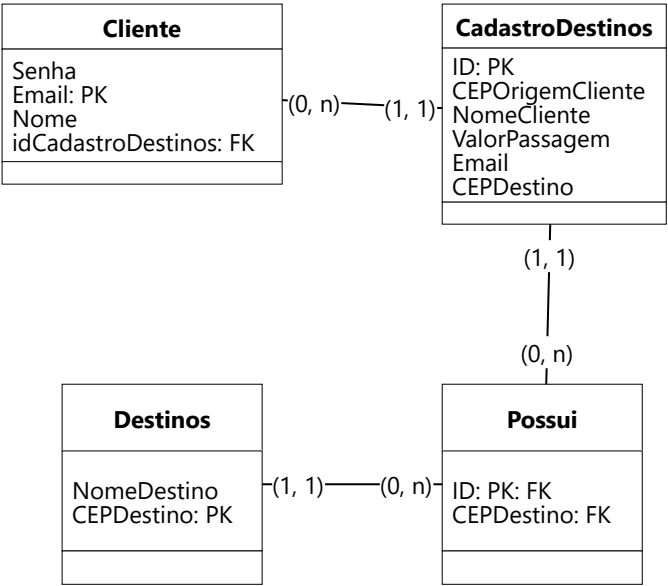 Cliente
Senha
Email: PK
Nome
idCadastroDestinos: FK
(0, n)
(1, 1)
CadastroDestinos
ID: PK
CEPOrigemCliente
NomeCliente
ValorPassagem
Email
CEPDestino
(1, 1)
(0, n)
Destinos
NomeDestino
CEPDestino: PK
(1, 1)
(0, n)
Possui
ID: PK: FK
CEPDestino: FK